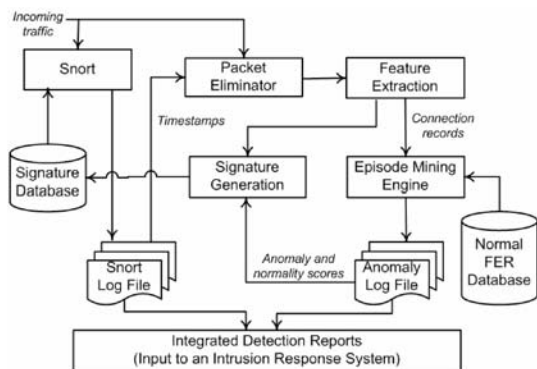 Incoming
traffic
Snort
Packet
Eliminator
Feature
Extraction
Timestamps
Connection
records
Signature
Database
Signature
Generation
Episode Mining
Engine
Normal
FER
Database
Snort
Log File
Anomaly and
normality scores
Anomaly
Log File
Integrated Detection Reports
(Input to an Intrusion Response System)